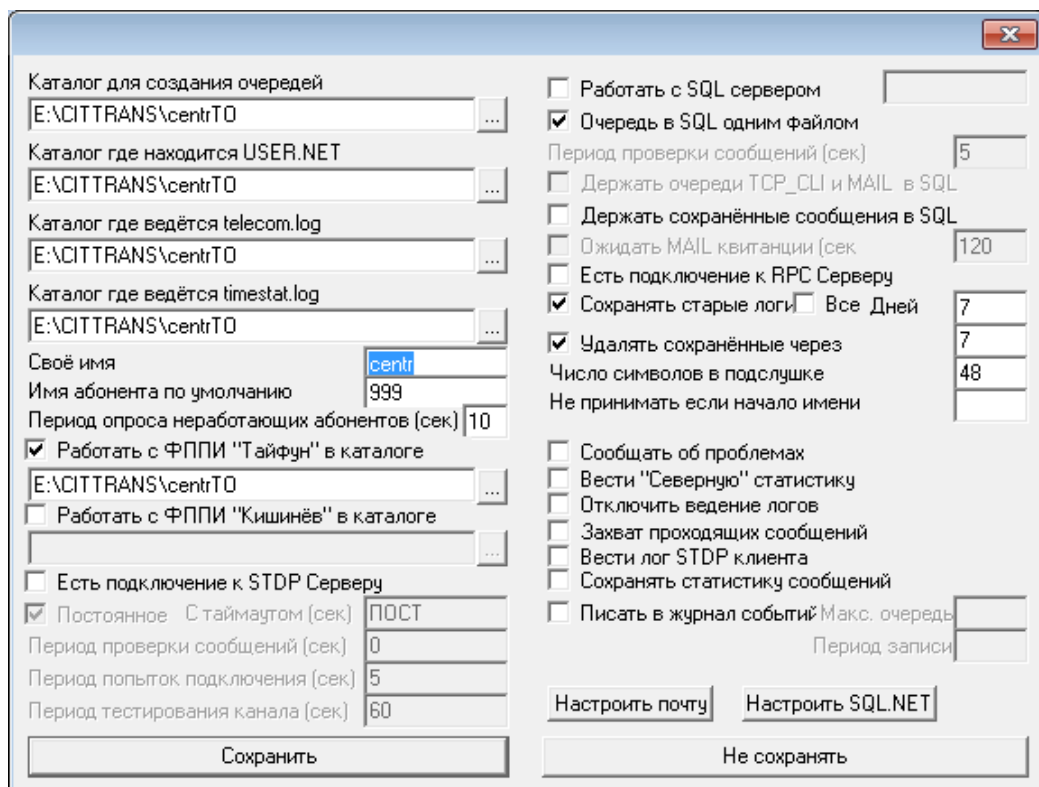 Каталог для создания очередей
E:\CITTRANS\centrTO
...
Каталог где находится USER.NET
E:\CITTRANS\centrTO
...
Каталог где ведётся telecom.log
E:\CITTRANS\centrTO
...
Каталог где ведётся timestat.log
E:\CITTRANS\centrTO
...
Своё имя centr
Имя абонента по умолчанию 999
Период опроса неработающих абонентов (сек) 10
Работать с ФППИ "Тайфун" в каталоге
E:\CITTRANS\centrTO
...
Работать с ФППИ "Кишинёв" в каталоге
...
Есть подключение к STDP Серверу
Постоянное С таймаутом (сек) ПОСТ
Период проверки сообщений (сек) 0
Период попыток подключения (сек) 5
Период тестирования канала (сек) 60
Сохранить
Работать с SQL сервером
Очередь в SQL одним файлом
Период проверки сообщений (сек) 5
Держать очереди TCP_CLI и MAIL в SQL
Держать сохранённые сообщения в SQL
Ожидать MAIL квитанции (сек 120
Есть подключение к RPC Серверу
Сохранять старые логи Все Дней 7
Удалять сохранённые через 7
Число символов в подслушке 48
Не принимать если начало имени
Сообщать об проблемах
Вести "Северную" статистику
Отключить ведение логов
Захват проходящих сообщений
Вести лог STDP клиента
Сохранять статистику сообщений
Писать в журнал событий Макс. очередь
Период записи
Настроить почту Настроить SQL.NET
Не сохранять